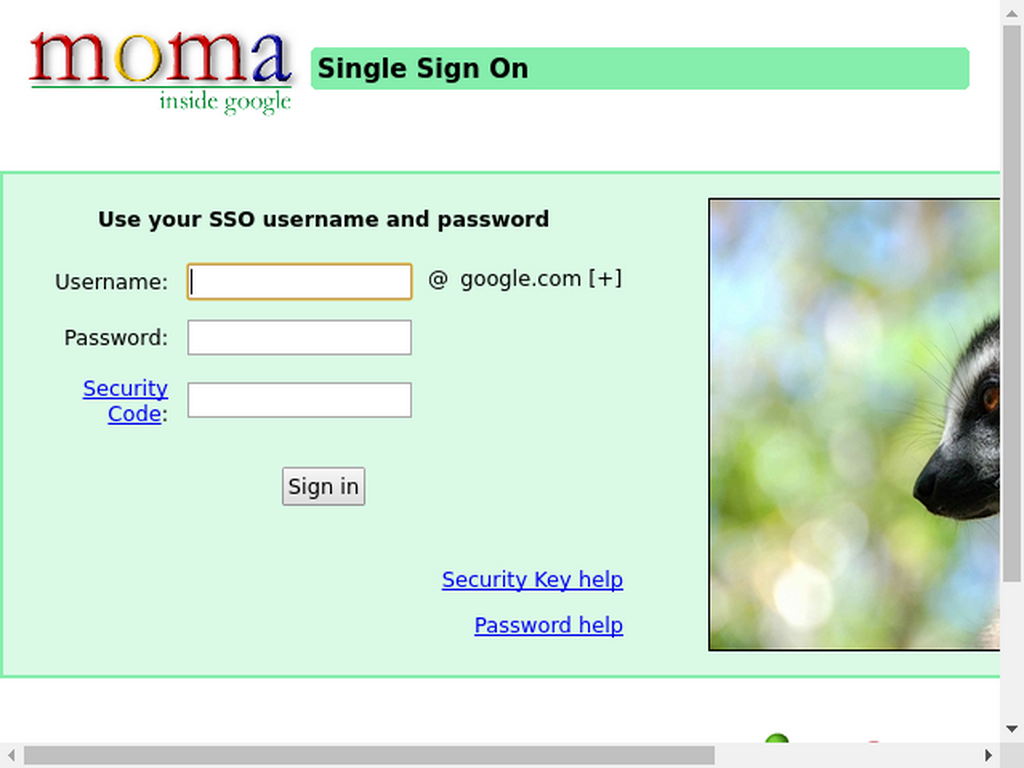 moma
inside google
Single Sign On
Use your SSO username and password
Username:
@ google.com [+]
Password:
Security
Code:
Sign in
Security Key help
Password help